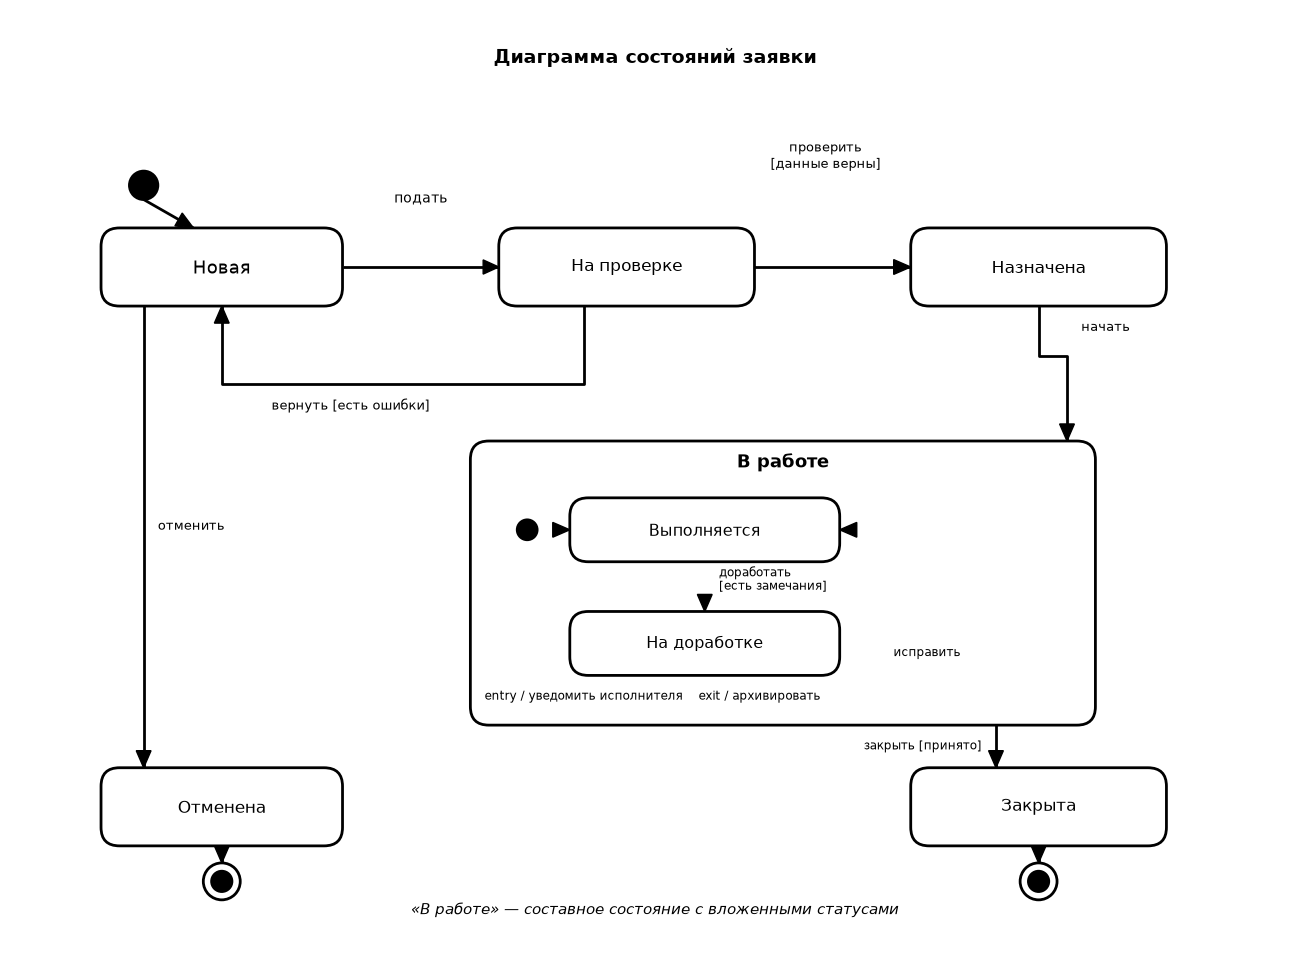 Диаграмма состояний заявки
проверить
[данные верны]
подать
Новая
На проверке
Назначена
начать
вернуть [есть ошибки]
В работе
отменить
Выполняется
доработать
[есть замечания]
На доработке
исправить
entry / уведомить исполнителя exit / архивировать
закрыть [принято]
Отменена
Закрыта
«В работе» — составное состояние с вложенными статусами